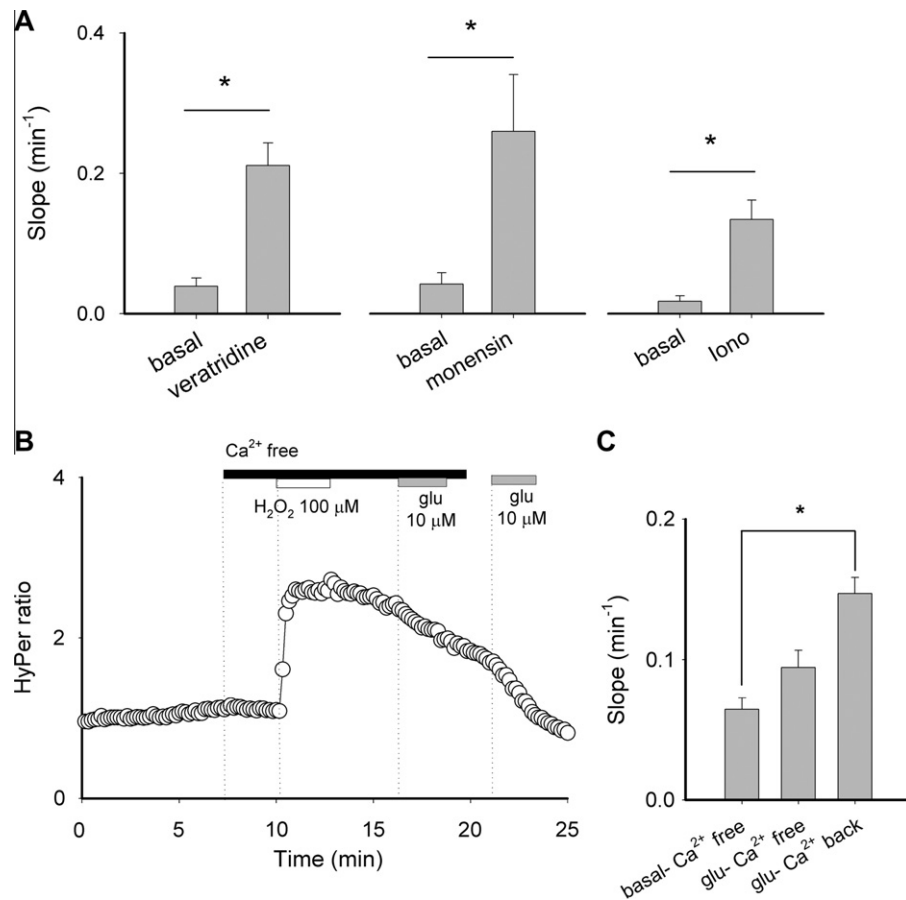 A
0.4
0.2
0.0
Slope (min⁻¹)
*
*
*
basal
veratridine
basal
monensin
basal
Iono
B
Ca²⁺ free
4
2
0
HyPer ratio
H₂O₂ 100 μM
glu
10 μM
glu
10 μM
0
5
10
15
20
25
Time (min)
C
0.2
0.1
0.0
Slope (min⁻¹)
*
basal- Ca²⁺ free
glu- Ca²⁺ free
glu- Ca²⁺ back